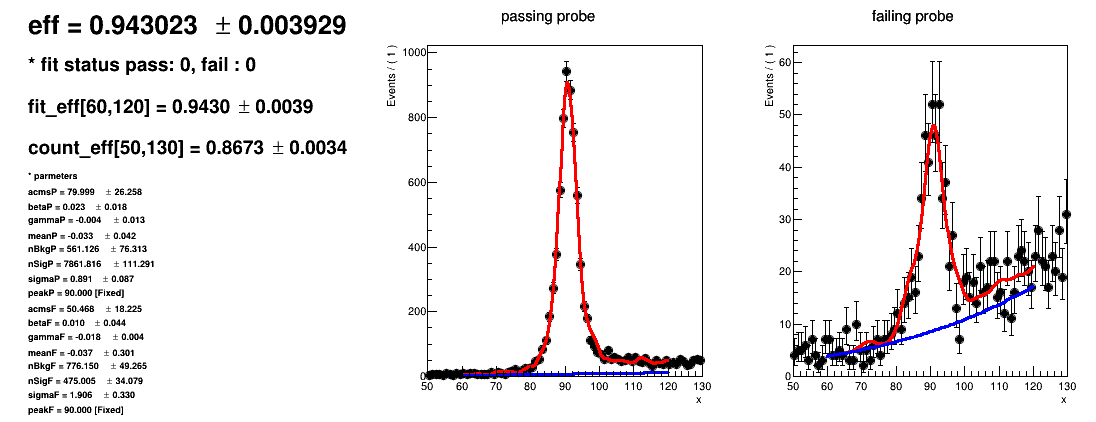 eff = 0.943023 ± 0.003929
* fit status pass: 0, fail : 0
fit_eff[60,120] = 0.9430 ± 0.0039
count_eff[50,130] = 0.8673 ± 0.0034
* parmeters
acmsP = 79.999 ± 26.258
betaP = 0.023 ± 0.018
gammaP = -0.004 ± 0.013
meanP = -0.033 ± 0.042
nBkgP = 561.126 ± 76.313
nSigP = 7861.816 ± 111.291
sigmaP = 0.891 ± 0.087
peakP = 90.000 [Fixed]
acmsF = 50.468 ± 18.225
betaF = 0.010 ± 0.044
gammaF = -0.018 ± 0.004
meanF = -0.037 ± 0.301
nBkgF = 776.150 ± 49.265
nSigF = 475.005 ± 34.079
sigmaF = 1.906 ± 0.330
peakF = 90.000 [Fixed]
passing probe
Events / ( 1 )
1000
800
600
400
200
0
50 60 70 80 90 100 110 120 130
x
failing probe
Events / ( 1 )
60
50
40
30
20
10
0
50 60 70 80 90 100 110 120 130
x